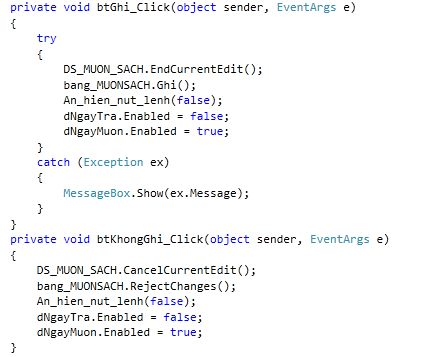 private void btGhi_Click(object sender, EventArgs e)
{
    try
    {
        DS_MUON_SACH.EndCurrentEdit();
        bang_MUONSACH.Ghi();
        An_hien_nut_lenh(false);
        dNgayTra.Enabled = false;
        dNgayMuon.Enabled = true;
    }
    catch (Exception ex)
    {
        MessageBox.Show(ex.Message);
    }
}
private void btKhongGhi_Click(object sender, EventArgs e)
{
    DS_MUON_SACH.CancelCurrentEdit();
    bang_MUONSACH.RejectChanges();
    An_hien_nut_lenh(false);
    dNgayTra.Enabled = false;
    dNgayMuon.Enabled = true;
}